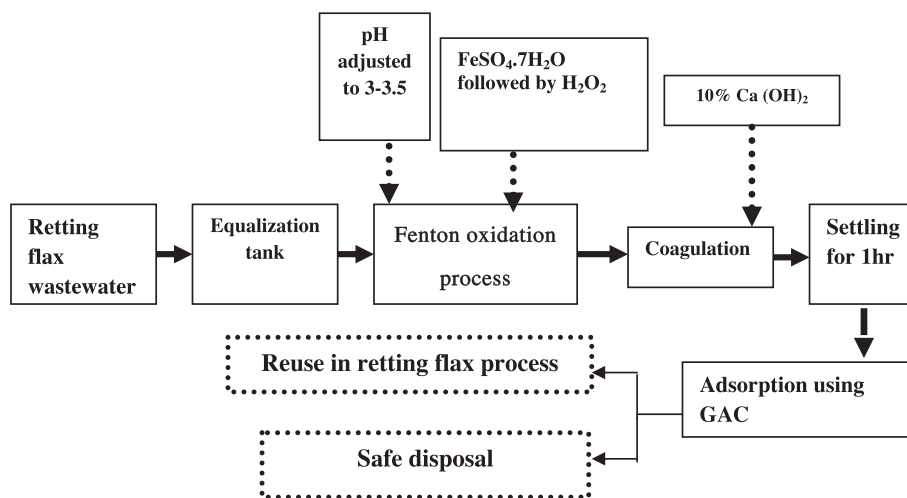 pH
adjusted
to 3-3.5
FeSO₄.7H₂O
followed by H₂O₂
10% Ca (OH)₂
Retting
flax
wastewater
Equalization
tank
Fenton oxidation
process
Coagulation
Settling
for 1hr
Reuse in retting flax process
Adsorption using
GAC
Safe disposal